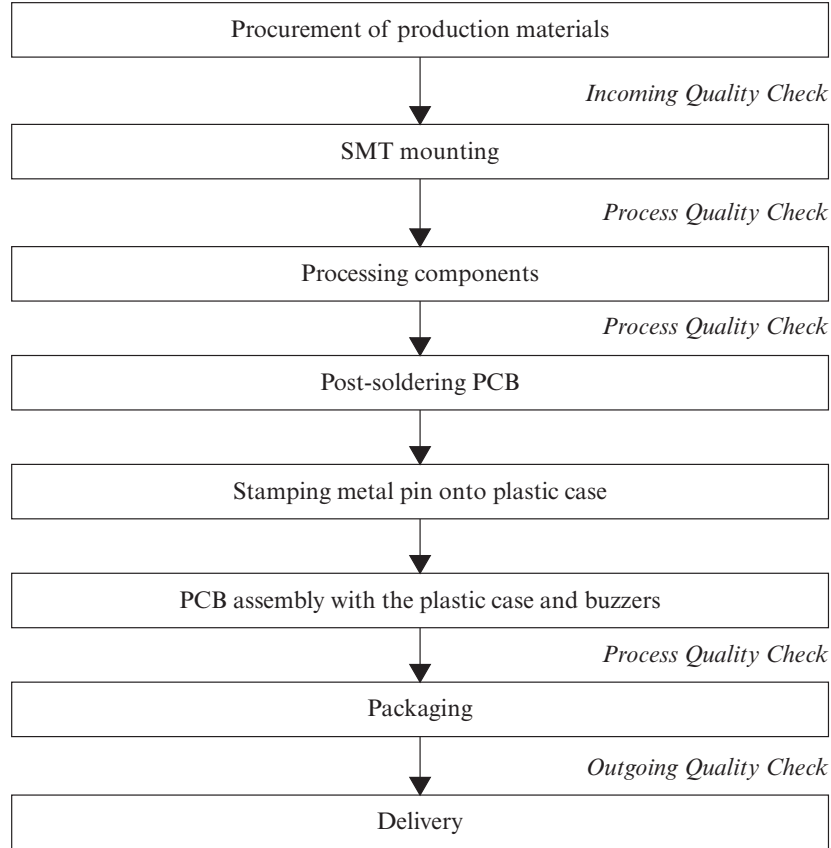 Procurement of production materials
Incoming Quality Check
SMT mounting
Process Quality Check
Processing components
Process Quality Check
Post-soldering PCB
Stamping metal pin onto plastic case
PCB assembly with the plastic case and buzzers
Process Quality Check
Packaging
Outgoing Quality Check
Delivery